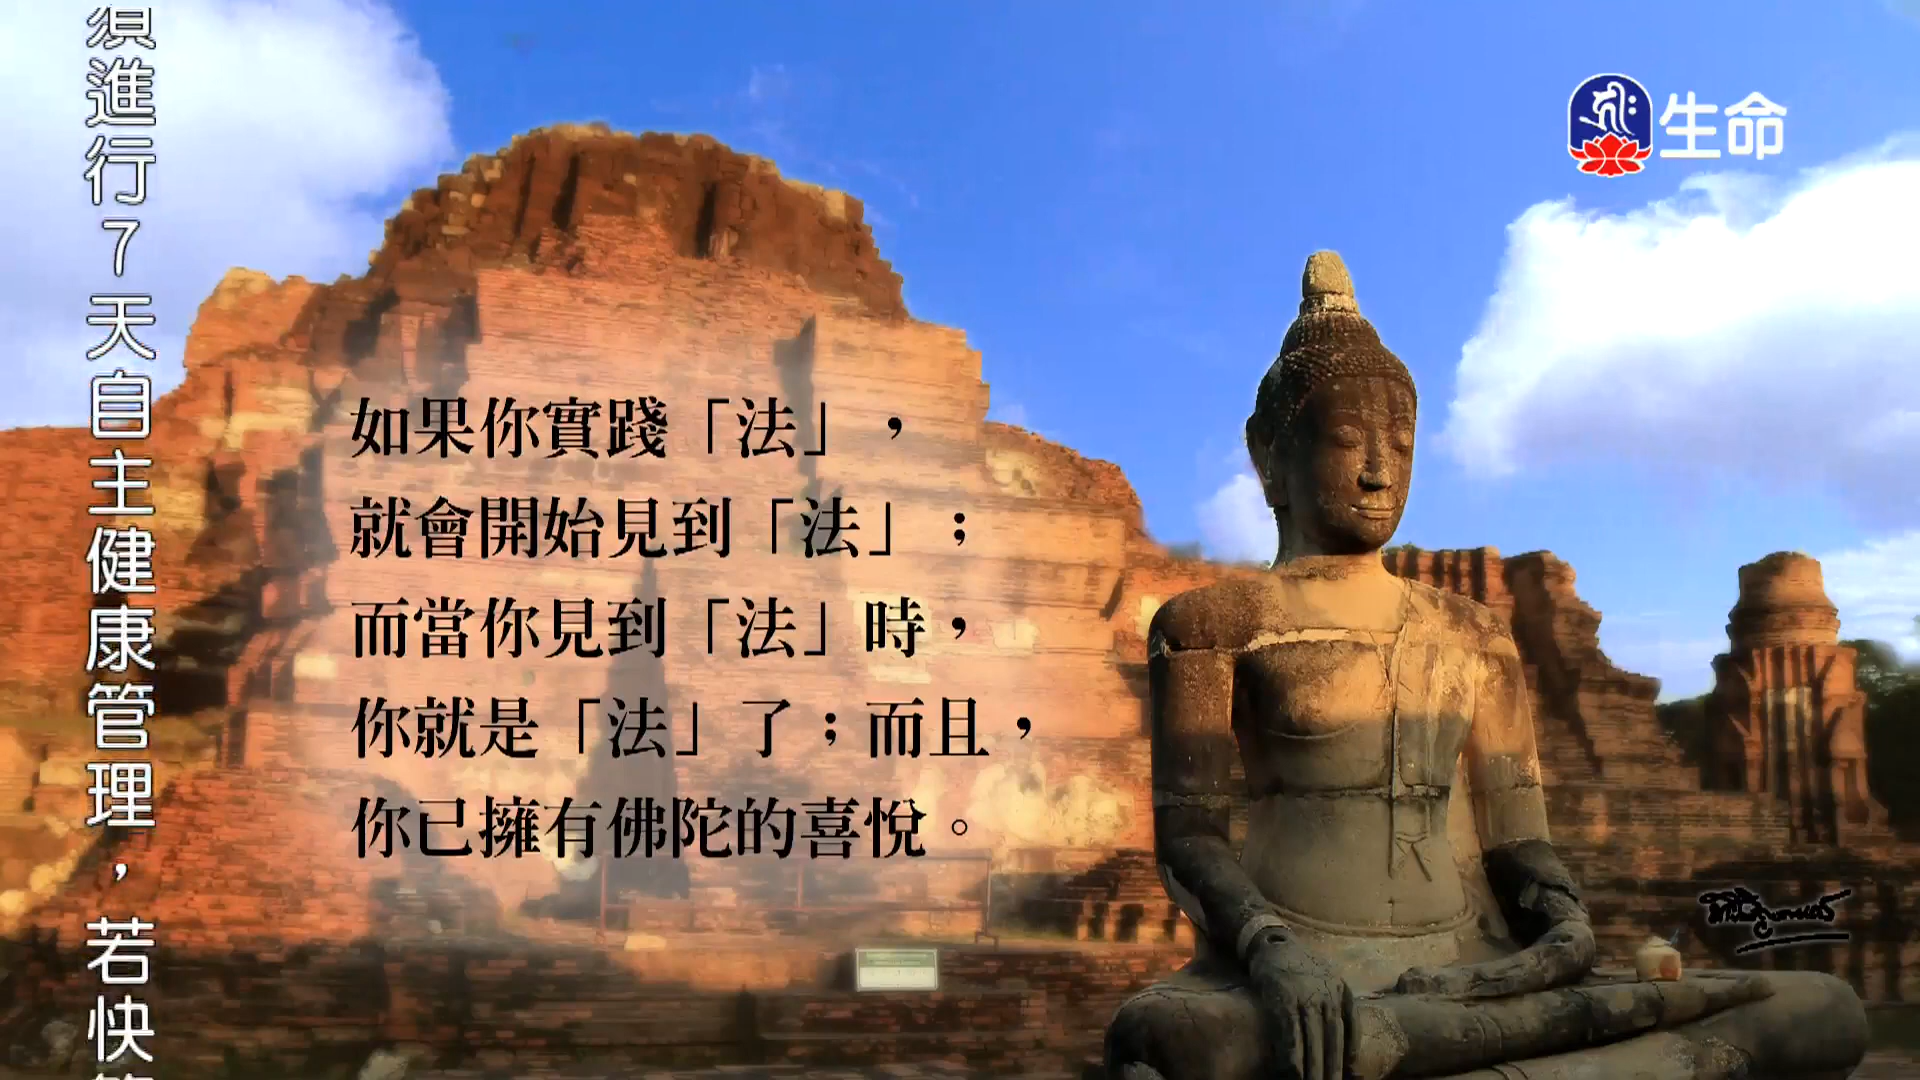 須進行7天自主健康管理，若快
生命
如果你實踐「法」，
就會開始見到「法」；
而當你見到「法」時，
你就是「法」了；而且，
你已擁有佛陀的喜悅。